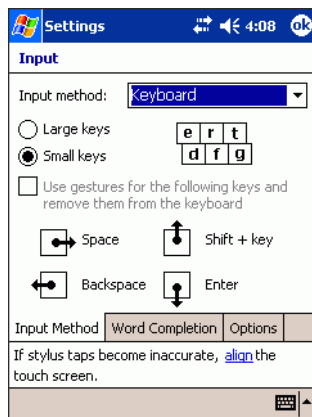 Settings 4:08 ok
Input
Input method: Keyboard
Large keys
e r t
Small keys
d f g
Use gestures for the following keys and
remove them from the keyboard
Space Shift + key
Backspace Enter
Input Method Word Completion Options
If stylus taps become inaccurate, align the
touch screen.